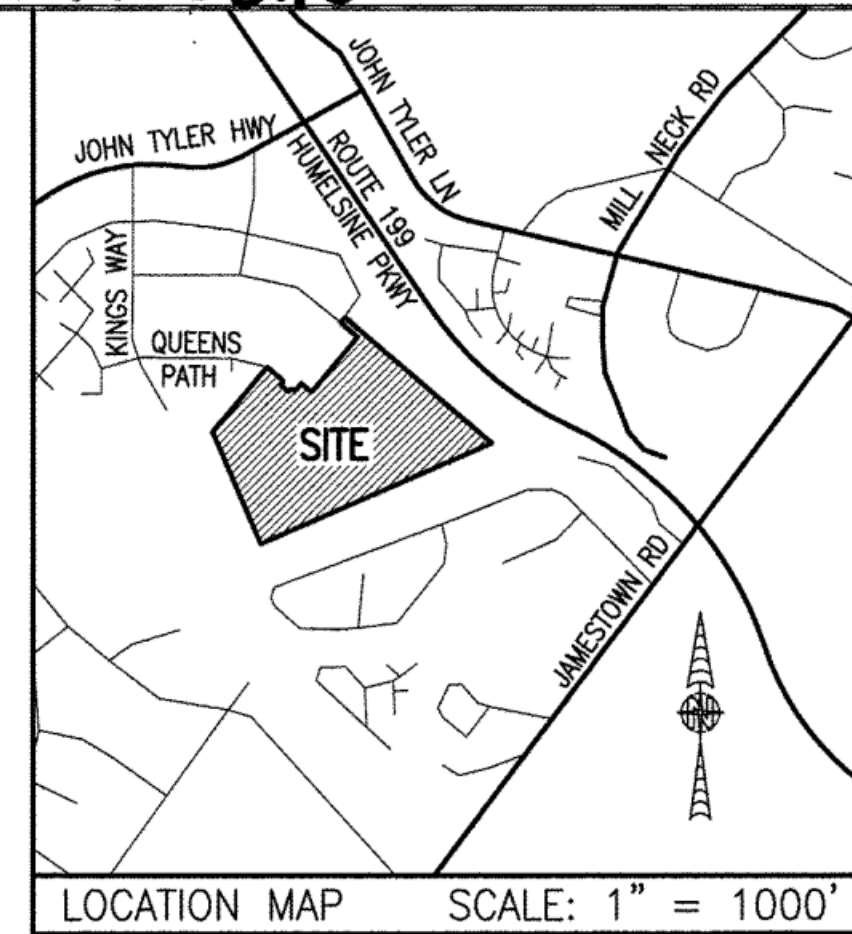 JOHN TYLER HWY
JOHN TYLER LN
ROUTE 199
HUMELSINE PKWY
MILL NECK RD
KINGS WAY
QUEENS
PATH
SITE
JAMESTOWN RD
N
LOCATION MAP SCALE: 1" = 1000'